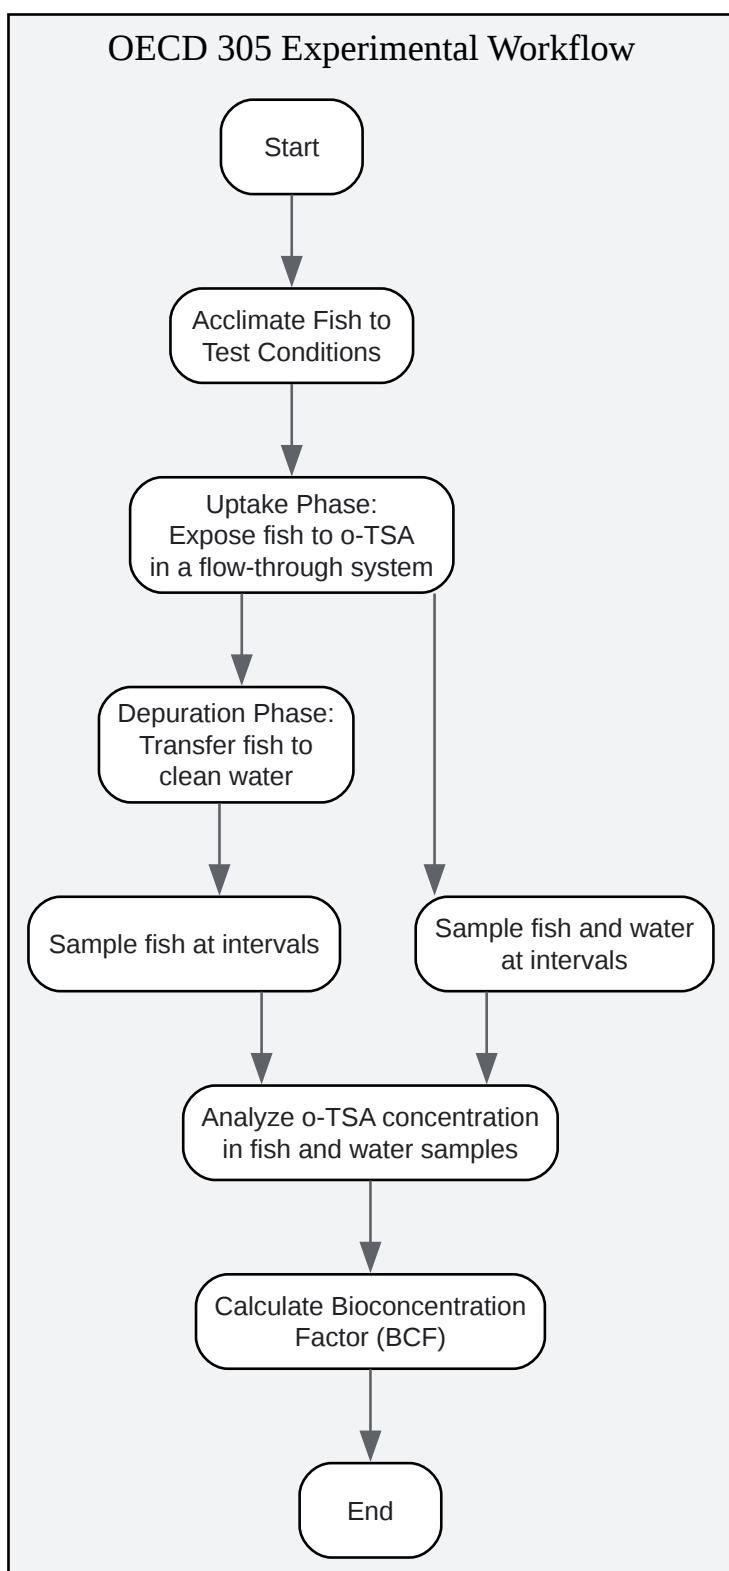 OECD 305 Experimental Workflow
Start
Acclimate Fish to
Test Conditions
Uptake Phase:
Expose fish to o-TSA
in a flow-through system
Depuration Phase:
Transfer fish to
clean water
Sample fish at intervals
Sample fish and water
at intervals
Analyze o-TSA concentration
in fish and water samples
Calculate Bioconcentration
Factor (BCF)
End